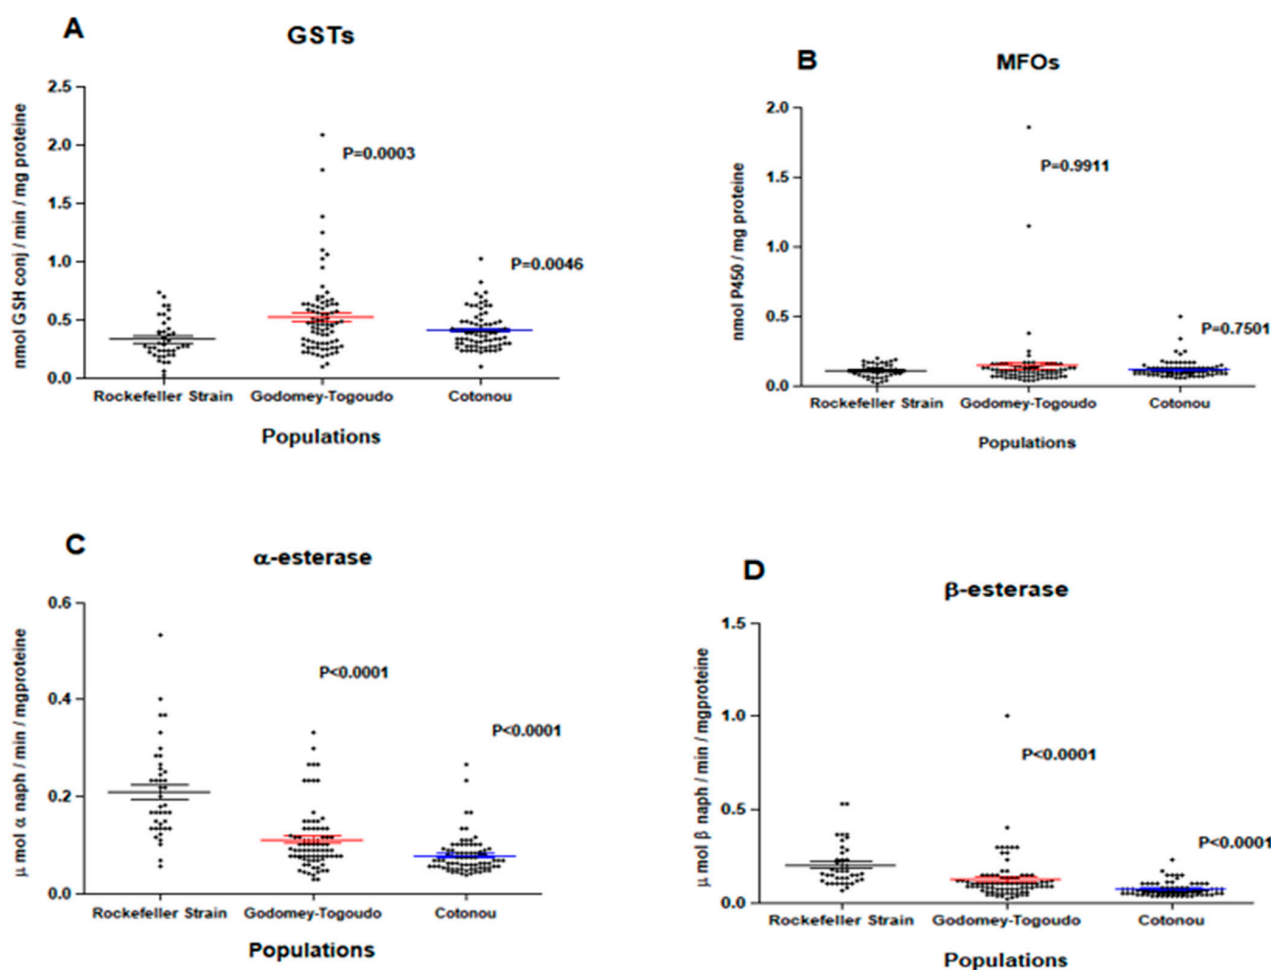 A
GSTs
nmol GSH conj / min / mg proteine
2.5
2.0
1.5
1.0
0.5
0.0
P=0.0003
P=0.0046
Rockefeller Strain
Godomey-Togoudo
Cotonou
Populations
B
MFOs
nmol P450 / mg proteine
2.0
1.5
1.0
0.5
0.0
P=0.9911
P=0.7501
Rockefeller Strain
Godomey-Togoudo
Cotonou
Populations
C
α-esterase
μ mol α naph / min / mgproteine
0.6
0.4
0.2
0.0
P<0.0001
P<0.0001
Rockefeller Strain
Godomey-Togoudo
Cotonou
Populations
D
β-esterase
μ mol β naph / min / mgproteine
1.5
1.0
0.5
0.0
P<0.0001
P<0.0001
Rockefeller Strain
Godomey-Togoudo
Cotonou
Populations